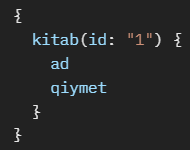 {
  kitab(id: "1") {
    ad
    qiymet
  }
}